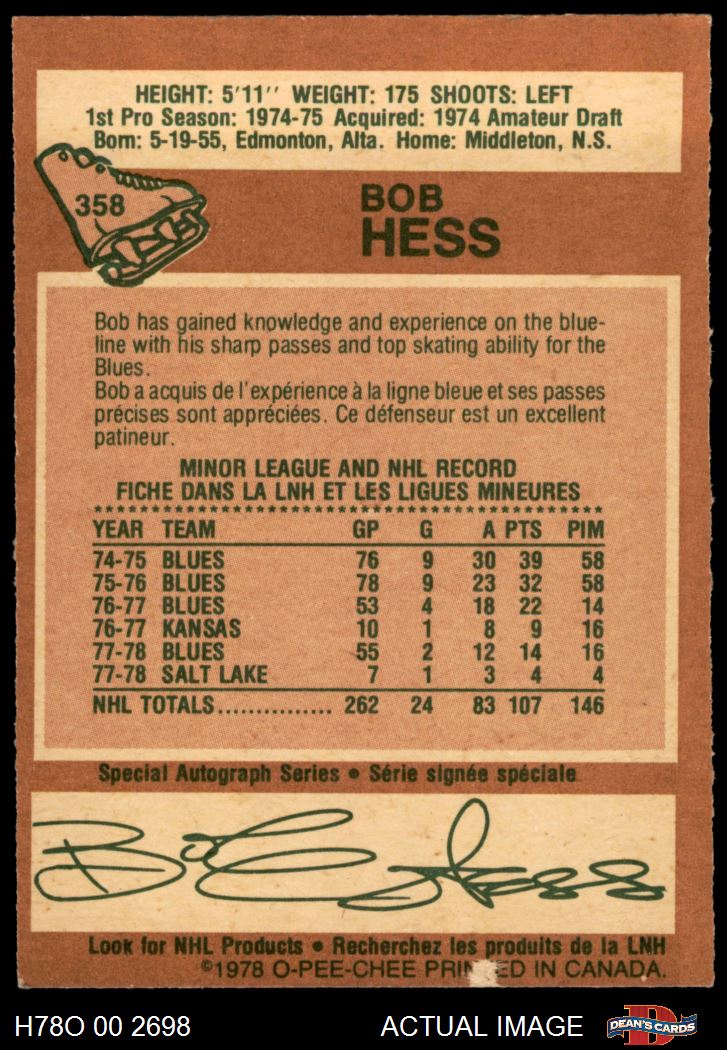 HEIGHT: 5'11'' WEIGHT: 175 SHOOTS: LEFT
1st Pro Season: 1974-75 Acquired: 1974 Amateur Draft
Born: 5-19-55, Edmonton, Alta. Home: Middleton, N.S.
358
BOB
HESS
Bob has gained knowledge and experience on the blue-
line with his sharp passes and top skating ability for the
Blues.
Bob a acquis de l'expérience à la ligne bleue et ses passes
précises sont appréciées. Ce défenseur est un excellent
patineur.
MINOR LEAGUE AND NHL RECORD
FICHE DANS LA LNH ET LES LIGUES MINEURES
YEAR TEAM GP G A PTS PIM
74-75 BLUES 76 9 30 39 58
75-76 BLUES 78 9 23 32 58
76-77 BLUES 53 4 18 22 14
76-77 KANSAS 10 1 8 9 16
77-78 BLUES 55 2 12 14 16
77-78 SALT LAKE 7 1 3 4 4
NHL TOTALS............... 262 24 83 107 146
Special Autograph Series • Série signée spéciale
Bob Hess
Look for NHL Products • Recherchez les produits de la LNH
©1978 O-PEE-CHEE PRINTED IN CANADA.
H78O 00 2698 ACTUAL IMAGE DEAN'S CARDS